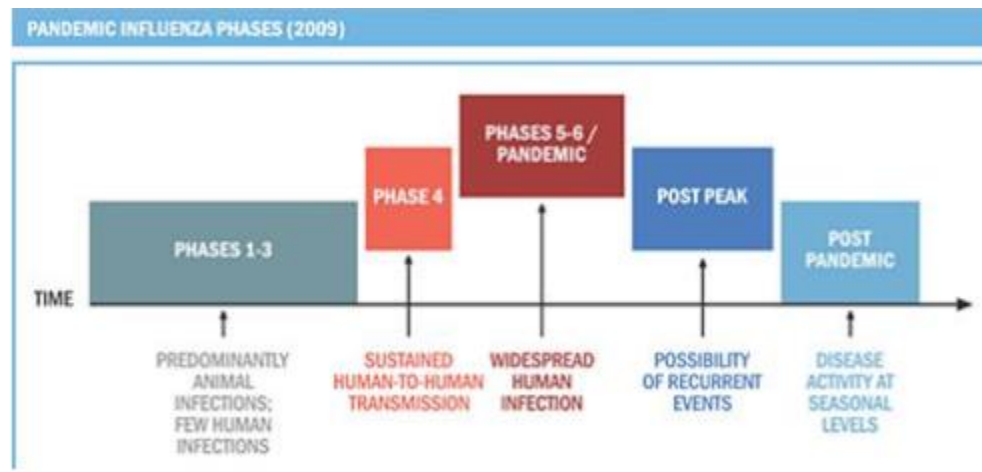 PANDEMIC INFLUENZA PHASES (2009)
PHASES 5-6 /
PANDEMIC
PHASE 4
POST PEAK
PHASES 1-3
POST
PANDEMIC
TIME
PREDOMINANTLY
ANIMAL
INFECTIONS;
FEW HUMAN
INFECTIONS
SUSTAINED
HUMAN-TO-HUMAN
TRANSMISSION
WIDESPREAD
HUMAN
INFECTION
POSSIBILITY
OF RECURRENT
EVENTS
DISEASE
ACTIVITY AT
SEASONAL
LEVELS